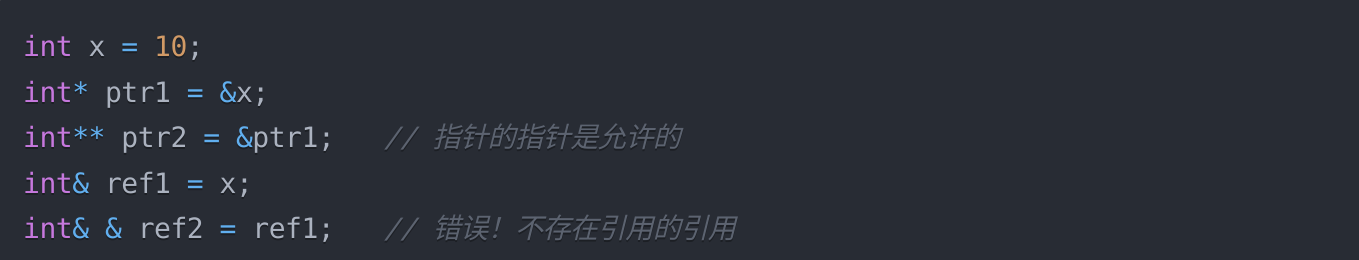 int x = 10;
int* ptr1 = &x;
int** ptr2 = &ptr1;   // 指针的指针是允许的
int& ref1 = x;
int& & ref2 = ref1;   // 错误！不存在引用的引用